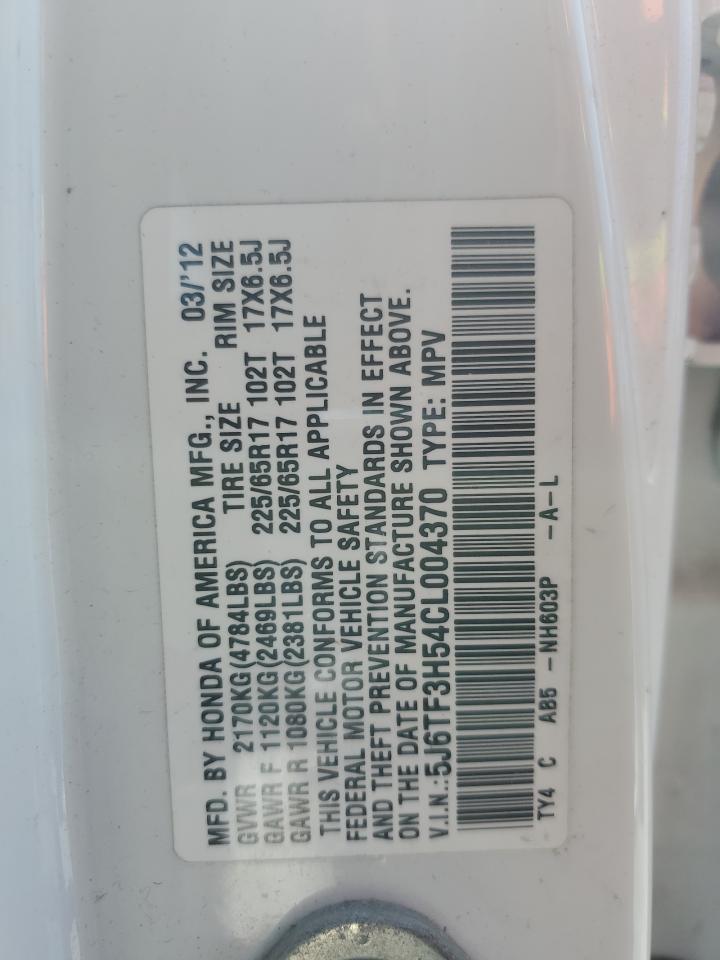 MFD. BY HONDA OF AMERICA MFG., INC. 03/'12
GVWR 2170KG(4784LBS) TIRE SIZE RIM SIZE
GAWR F 1120KG(2469LBS) 225/65R17 102T 17X6.5J
GAWR R 1080KG(2381LBS) 225/65R17 102T 17X6.5J
THIS VEHICLE CONFORMS TO ALL APPLICABLE
FEDERAL MOTOR VEHICLE SAFETY
AND THEFT PREVENTION STANDARDS IN EFFECT
ON THE DATE OF MANUFACTURE SHOWN ABOVE.
V.I.N.:5J6TF3H54CL004370 TYPE: MPV
TY4 C AB5 -NH603P -A-L